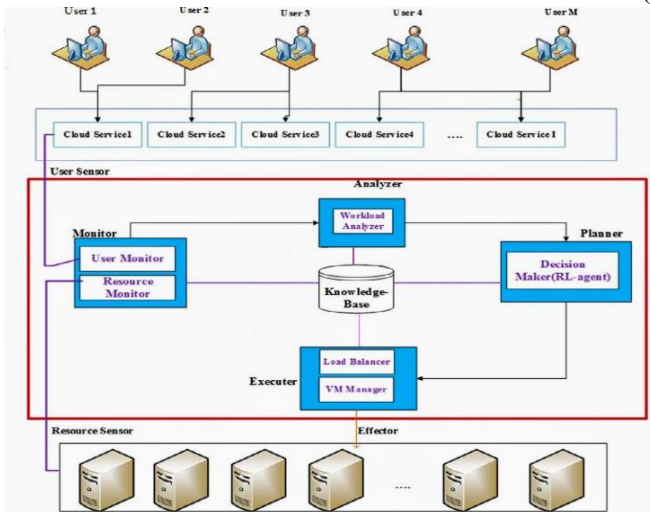 (
User 1
User 2
User 3
User 4
User M
Cloud Service1
Cloud Service2
Cloud Service3
Cloud Service4
....
Cloud Service I
User Sensor
Analyzer
Workload
Analyzer
Monitor
User Monitor
Resource
Monitor
Planner
Decision
Maker(RL-agent)
Knowledge-
Base
Executer
Load Balancer
VM Manager
Resource Sensor
Effector
....